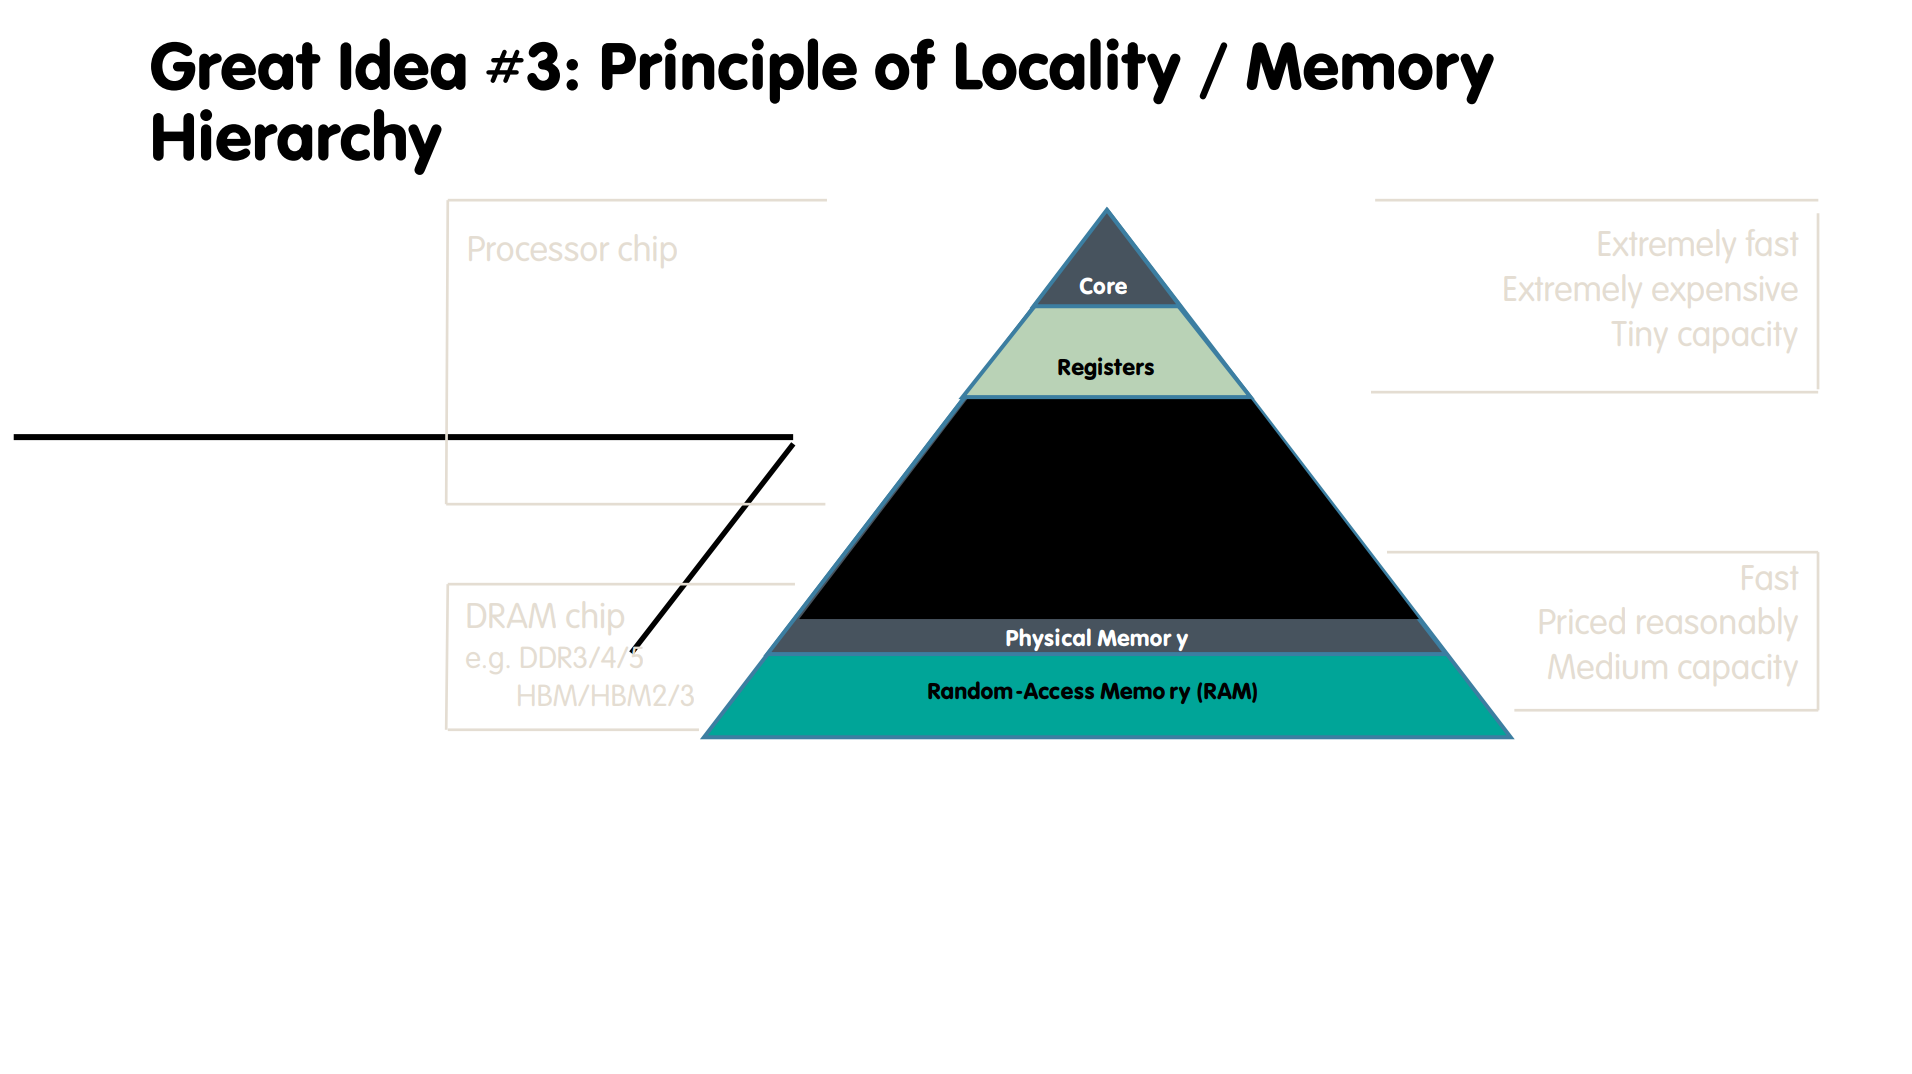 Great Idea #3: Principle of Locality / Memory
Hierarchy
Processor chip
Core
Registers
Extremely fast
Extremely expensive
Tiny capacity
DRAM chip
e.g. DDR3/4/5
HBM/HBM2/3
Physical Memor y
Random-Access Memo ry (RAM)
Fast
Priced reasonably
Medium capacity